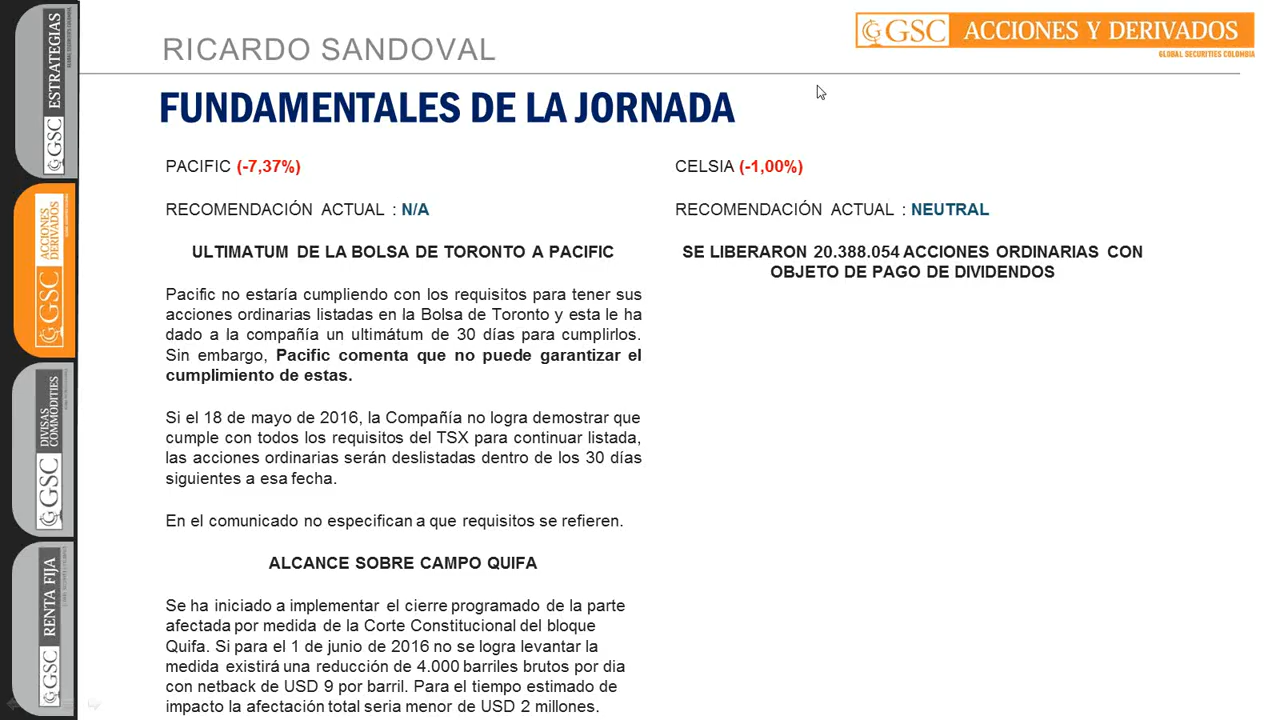 RICARDO SANDOVAL
GSC ACCIONES Y DERIVADOS
GLOBAL SECURITIES COLOMBIA
FUNDAMENTALES DE LA JORNADA
PACIFIC (-7,37%)
RECOMENDACIÓN ACTUAL : N/A
ULTIMATUM DE LA BOLSA DE TORONTO A PACIFIC
Pacific no estaría cumpliendo con los requisitos para tener sus
acciones ordinarias listadas en la Bolsa de Toronto y esta le ha
dado a la compañía un ultimátum de 30 días para cumplirlos.
Sin embargo, Pacific comenta que no puede garantizar el
cumplimiento de estas.
Si el 18 de mayo de 2016, la Compañía no logra demostrar que
cumple con todos los requisitos del TSX para continuar listada,
las acciones ordinarias serán deslistadas dentro de los 30 días
siguientes a esa fecha.
En el comunicado no especifican a que requisitos se refieren.
ALCANCE SOBRE CAMPO QUIFA
Se ha iniciado a implementar el cierre programado de la parte
afectada por medida de la Corte Constitucional del bloque
Quifa. Si para el 1 de junio de 2016 no se logra levantar la
medida existirá una reducción de 4.000 barriles brutos por dia
con netback de USD 9 por barril. Para el tiempo estimado de
impacto la afectación total seria menor de USD 2 millones.
CELSIA (-1,00%)
RECOMENDACIÓN ACTUAL : NEUTRAL
SE LIBERARON 20.388.054 ACCIONES ORDINARIAS CON
OBJETO DE PAGO DE DIVIDENDOS
GSC ESTRATEGIAS
GSC ACCIONES
DERIVADOS
GSC DIVISAS
COMMODITIES
GSC RENTA FIJA